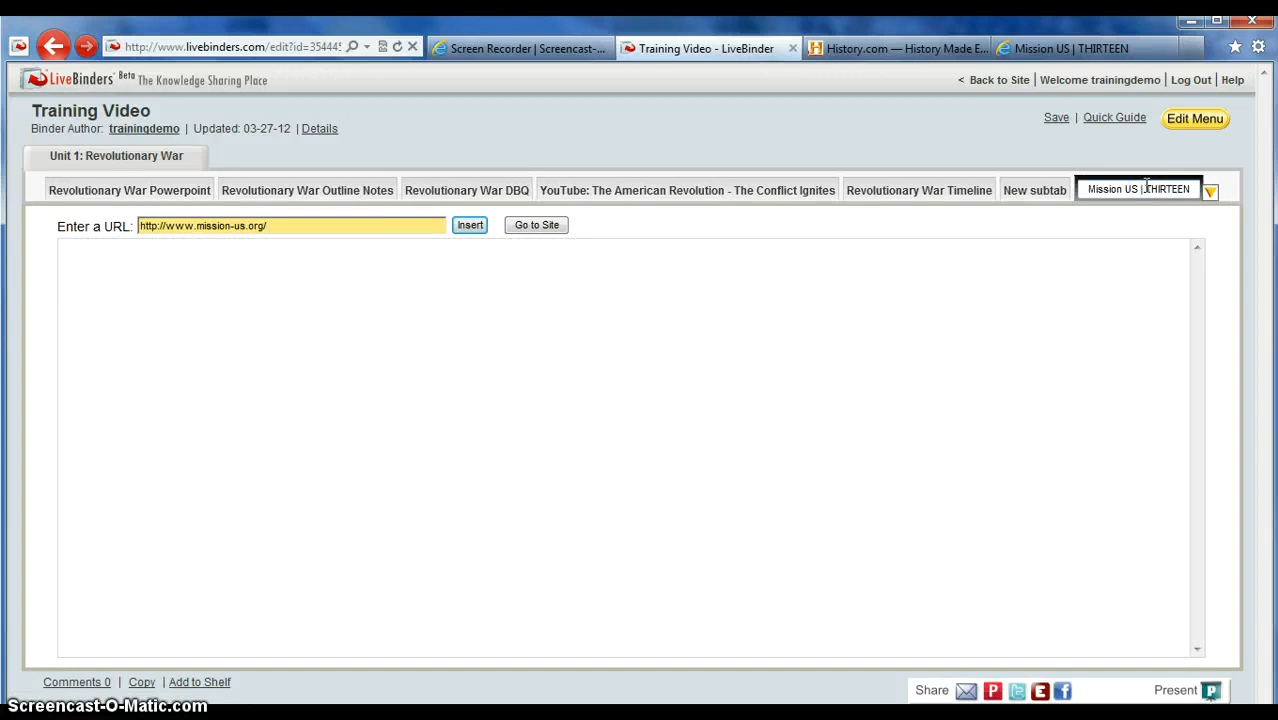 http://www.livebinders.com/edit?id=35444
Screen Recorder | Screencast-...
Training Video - LiveBinder
History.com — History Made E...
Mission US | THIRTEEN
LiveBinders Beta The Knowledge Sharing Place
< Back to Site | Welcome trainingdemo | Log Out | Help
Training Video
Binder Author: trainingdemo | Updated: 03-27-12 | Details
Save | Quick Guide
Edit Menu
Unit 1: Revolutionary War
Revolutionary War Powerpoint
Revolutionary War Outline Notes
Revolutionary War DBQ
YouTube: The American Revolution - The Conflict Ignites
Revolutionary War Timeline
New subtab
Mission US | THIRTEEN
Enter a URL: http://www.mission-us.org/
Insert
Go to Site
Comments 0 | Copy | Add to Shelf
Share
Present
Screencast-O-Matic.com